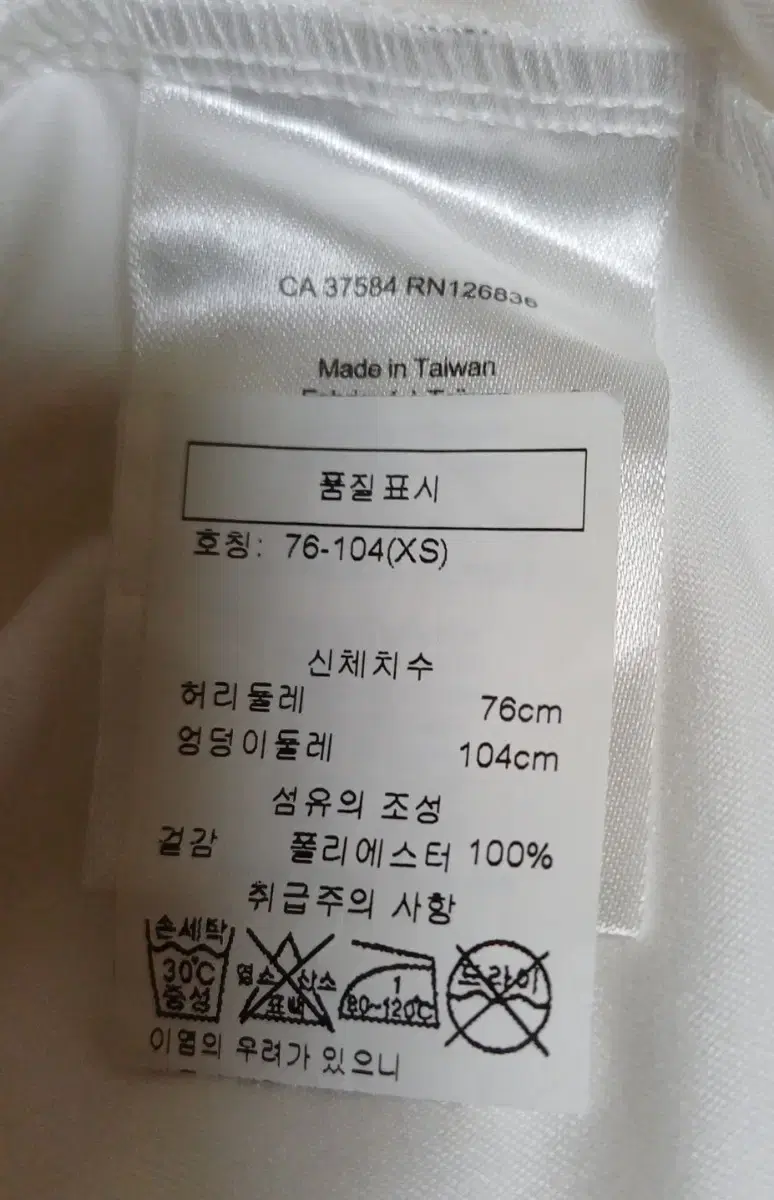 CA 37584 RN126836
Made in Taiwan
품질표시
호칭: 76-104(XS)
신체치수
허리둘레 76cm
엉덩이둘레 104cm
섬유의 조성
겉감 폴리에스터 100%
취급주의 사항
손세탁 30℃ 중성
염소 산소 표백
1 80~120℃
드라이
이염의 우려가 있으니